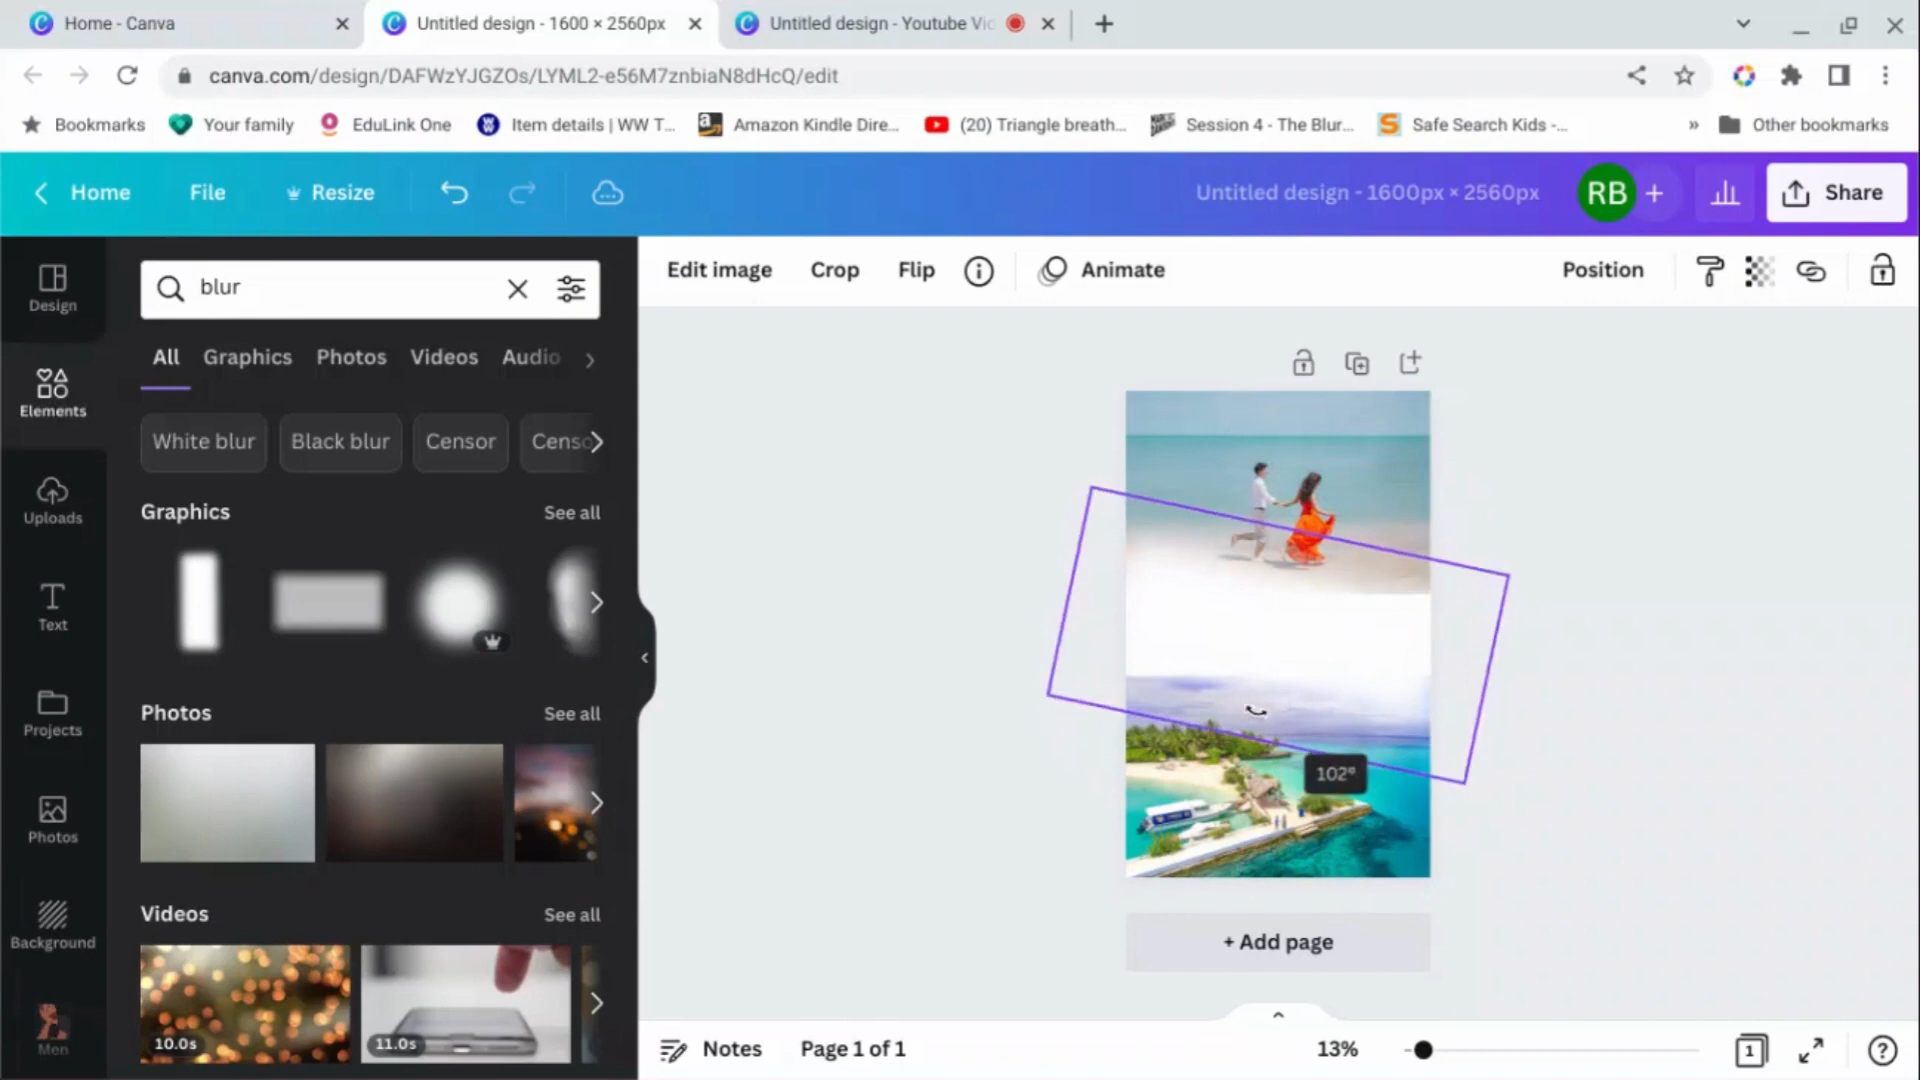 Home - Canva
Untitled design - 1600 × 2560px
Untitled design - Youtube Vi
canva.com/design/DAFWzYJGZOs/LYML2-e56M7znbiaN8dHcQ/edit
Bookmarks
Your family
EduLink One
Item details | WW T...
Amazon Kindle Dire...
(20) Triangle breath...
Session 4 - The Blur...
Safe Search Kids -...
»
Other bookmarks
Home
File
Resize
Untitled design - 1600px × 2560px
RB
+
Share
Design
Elements
Uploads
Text
Projects
Photos
Background
Men
blur
All
Graphics
Photos
Videos
Audio
White blur
Black blur
Censor
Censo
Graphics
See all
Photos
See all
Videos
See all
10.0s
11.0s
Edit image
Crop
Flip
Animate
Position
102°
+ Add page
Notes
Page 1 of 1
13%
1